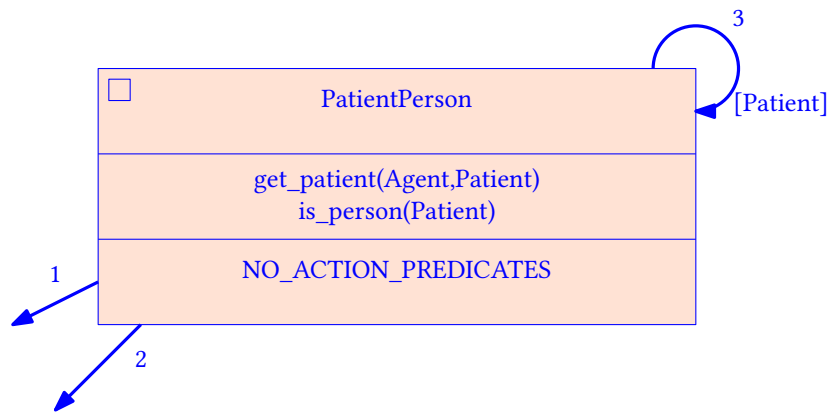 3
PatientPerson
[Patient]
get_patient(Agent,Patient)
is_person(Patient)
1
NO_ACTION_PREDICATES
2